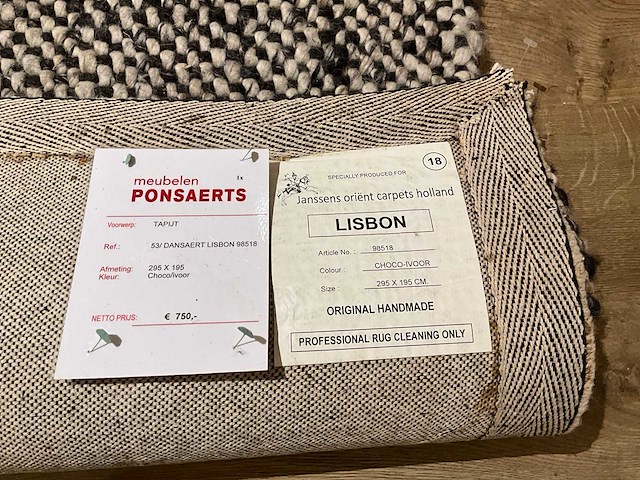 meubelen 1x
PONSAERTS
Voorwerp: TAPIJT
Ref.: 53/ DANSAERT LISBON 98518
Afmeting: 295 X 195
Kleur: Choco/ivoor
NETTO PRIJS: € 750,-
18
SPECIALLY PRODUCED FOR
Janssens oriënt carpets holland
LISBON
Article No. : 98518
Colour : CHOCO-IVOOR
Size : 295 X 195 CM.
ORIGINAL HANDMADE
PROFESSIONAL RUG CLEANING ONLY